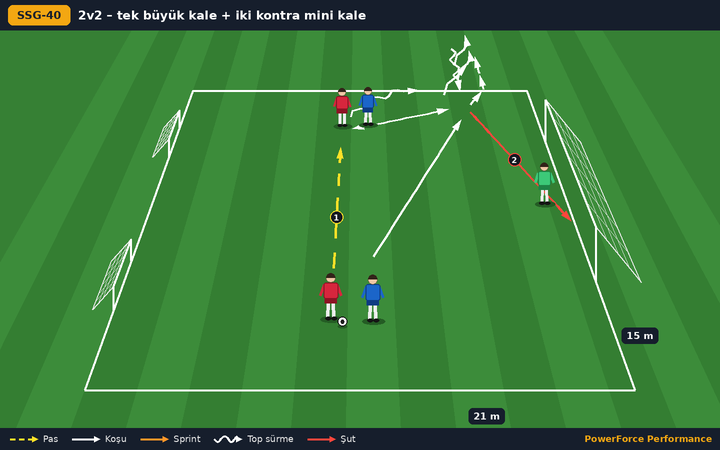 SSG-40 2v2 – tek büyük kale + iki kontra mini kale
2
1
15 m
21 m
Pas Koşu Sprint Top sürme Şut PowerForce Performance